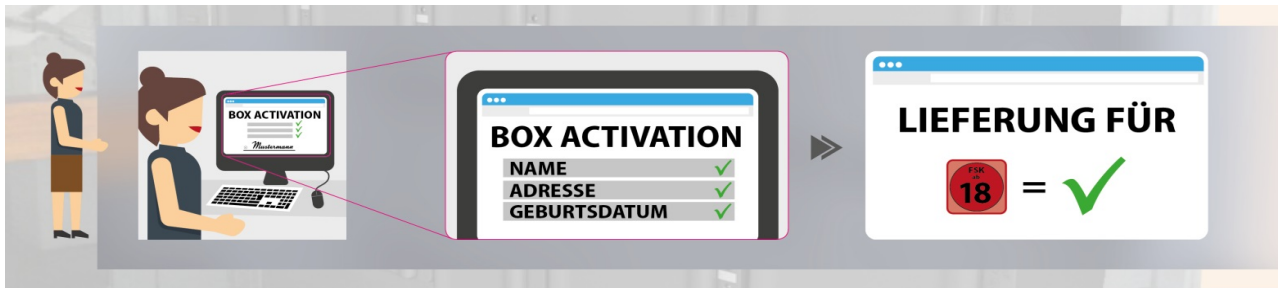 BOX ACTIVATION
Mustermann
BOX ACTIVATION
NAME
ADRESSE
GEBURTSDATUM
LIEFERUNG FÜR
FSK
ab
18
=